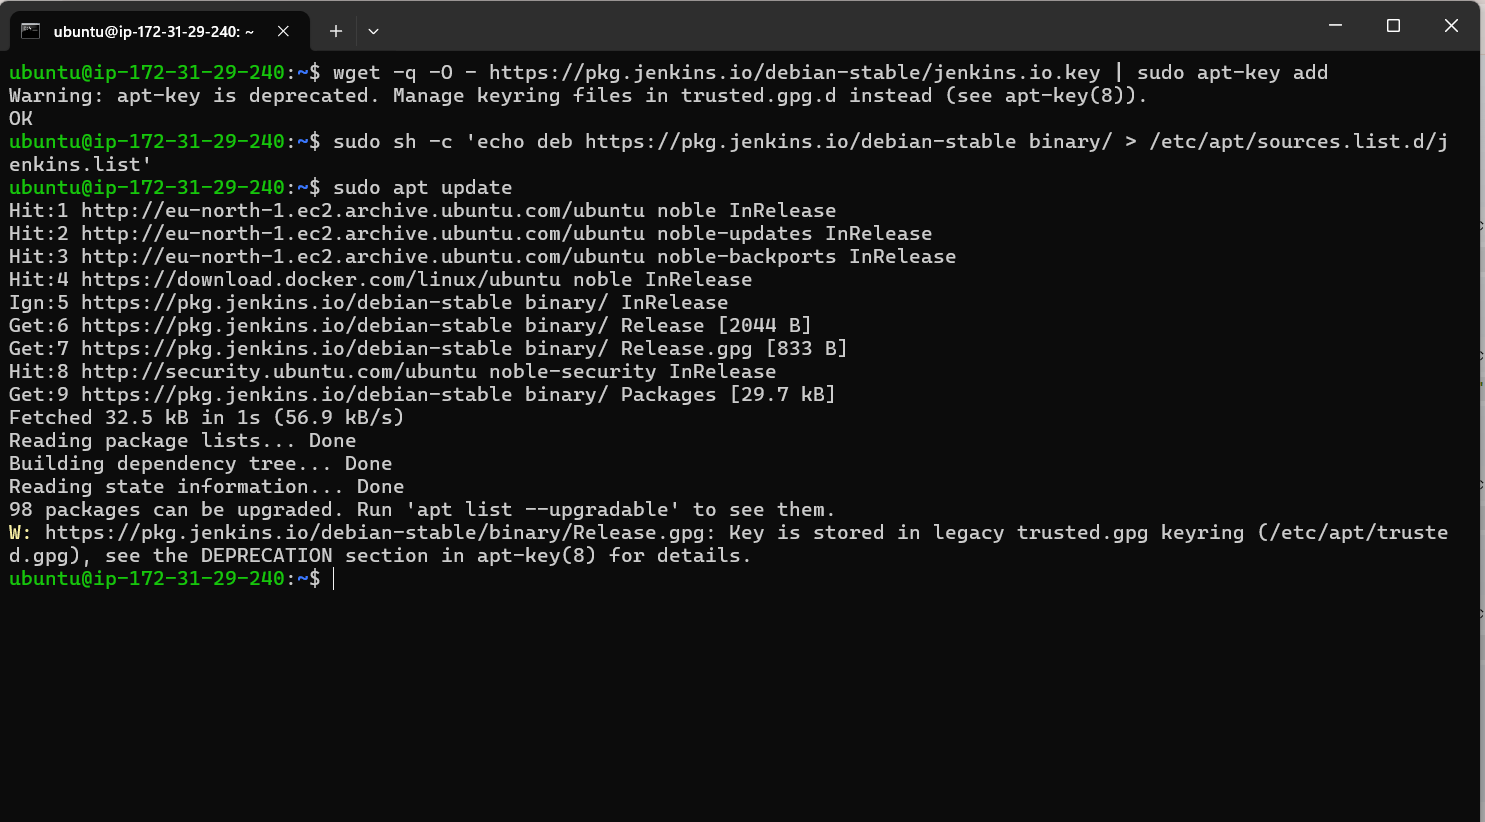 ubuntu@ip-172-31-29-240: ~
ubuntu@ip-172-31-29-240:~$ wget -q -O - https://pkg.jenkins.io/debian-stable/jenkins.io.key | sudo apt-key add
Warning: apt-key is deprecated. Manage keyring files in trusted.gpg.d instead (see apt-key(8)).
OK
ubuntu@ip-172-31-29-240:~$ sudo sh -c 'echo deb https://pkg.jenkins.io/debian-stable binary/ > /etc/apt/sources.list.d/j
enkins.list'
ubuntu@ip-172-31-29-240:~$ sudo apt update
Hit:1 http://eu-north-1.ec2.archive.ubuntu.com/ubuntu noble InRelease
Hit:2 http://eu-north-1.ec2.archive.ubuntu.com/ubuntu noble-updates InRelease
Hit:3 http://eu-north-1.ec2.archive.ubuntu.com/ubuntu noble-backports InRelease
Hit:4 https://download.docker.com/linux/ubuntu noble InRelease
Ign:5 https://pkg.jenkins.io/debian-stable binary/ InRelease
Get:6 https://pkg.jenkins.io/debian-stable binary/ Release [2044 B]
Get:7 https://pkg.jenkins.io/debian-stable binary/ Release.gpg [833 B]
Hit:8 http://security.ubuntu.com/ubuntu noble-security InRelease
Get:9 https://pkg.jenkins.io/debian-stable binary/ Packages [29.7 kB]
Fetched 32.5 kB in 1s (56.9 kB/s)
Reading package lists... Done
Building dependency tree... Done
Reading state information... Done
98 packages can be upgraded. Run 'apt list --upgradable' to see them.
W: https://pkg.jenkins.io/debian-stable/binary/Release.gpg: Key is stored in legacy trusted.gpg keyring (/etc/apt/truste
d.gpg), see the DEPRECATION section in apt-key(8) for details.
ubuntu@ip-172-31-29-240:~$